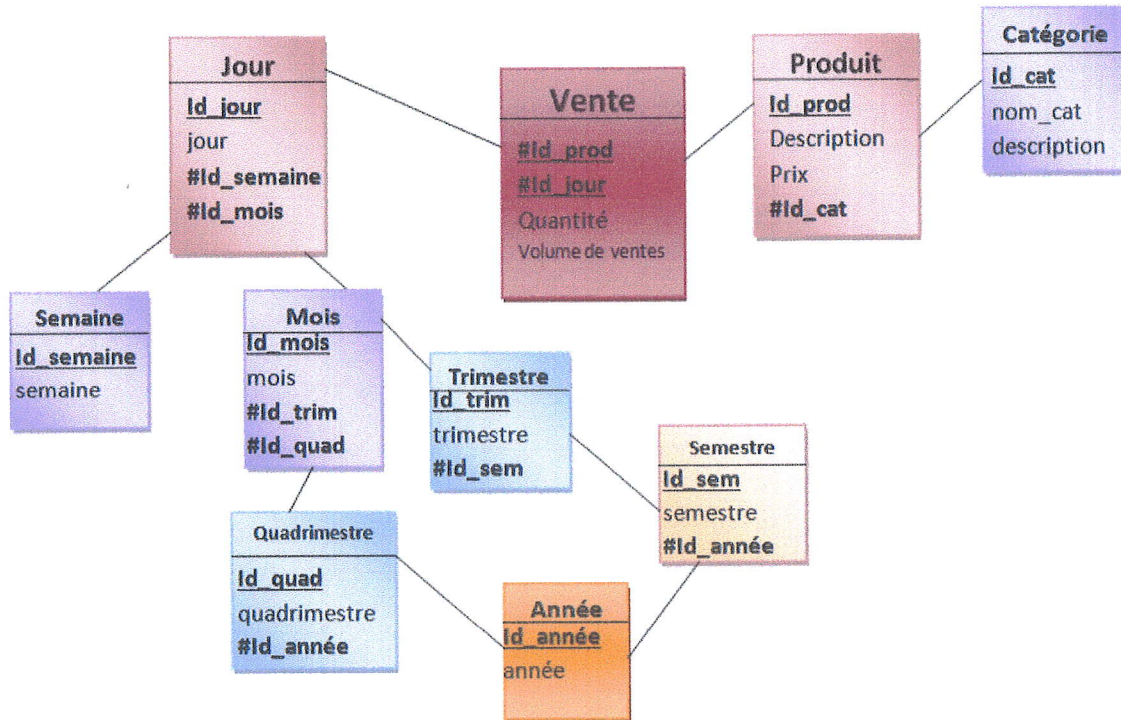 Jour
Id_jour
jour
#Id_semaine
#Id_mois
Vente
#Id_prod
#Id_jour
Quantité
Volume de ventes
Produit
Id_prod
Description
Prix
#Id_cat
Catégorie
Id_cat
nom_cat
description
Semaine
Id_semaine
semaine
Mois
Id_mois
mois
#Id_trim
#Id_quad
Trimestre
Id_trim
trimestre
#Id_sem
Semestre
Id_sem
semestre
#Id_année
Quadrimestre
Id_quad
quadrimestre
#Id_année
Année
Id_année
année